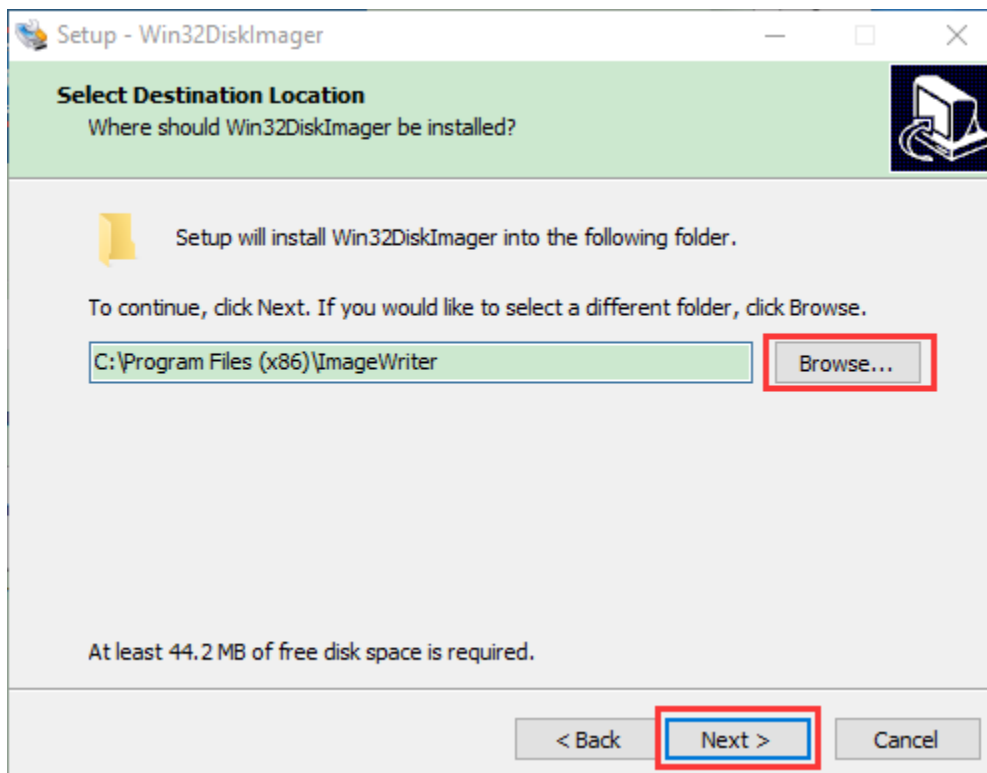 Setup - Win32DiskImager
Select Destination Location
Where should Win32DiskImager be installed?
Setup will install Win32DiskImager into the following folder.
To continue, click Next. If you would like to select a different folder, click Browse.
C:\Program Files (x86)\ImageWriter
Browse...
At least 44.2 MB of free disk space is required.
< Back
Next >
Cancel